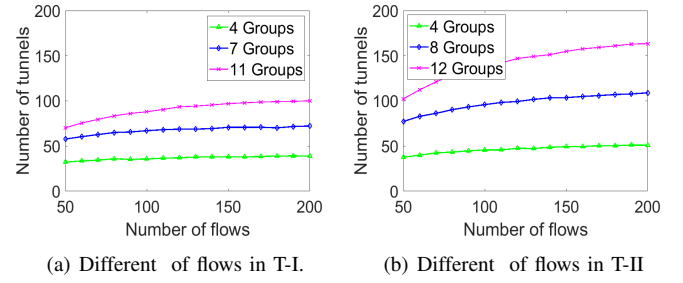 200
150
100
50
0
Number of tunnels
4 Groups
7 Groups
11 Groups
50 100 150 200
Number of flows
(a) Different of flows in T-I.
200
150
100
50
0
Number of tunnels
4 Groups
8 Groups
12 Groups
50 100 150 200
Number of flows
(b) Different of flows in T-II